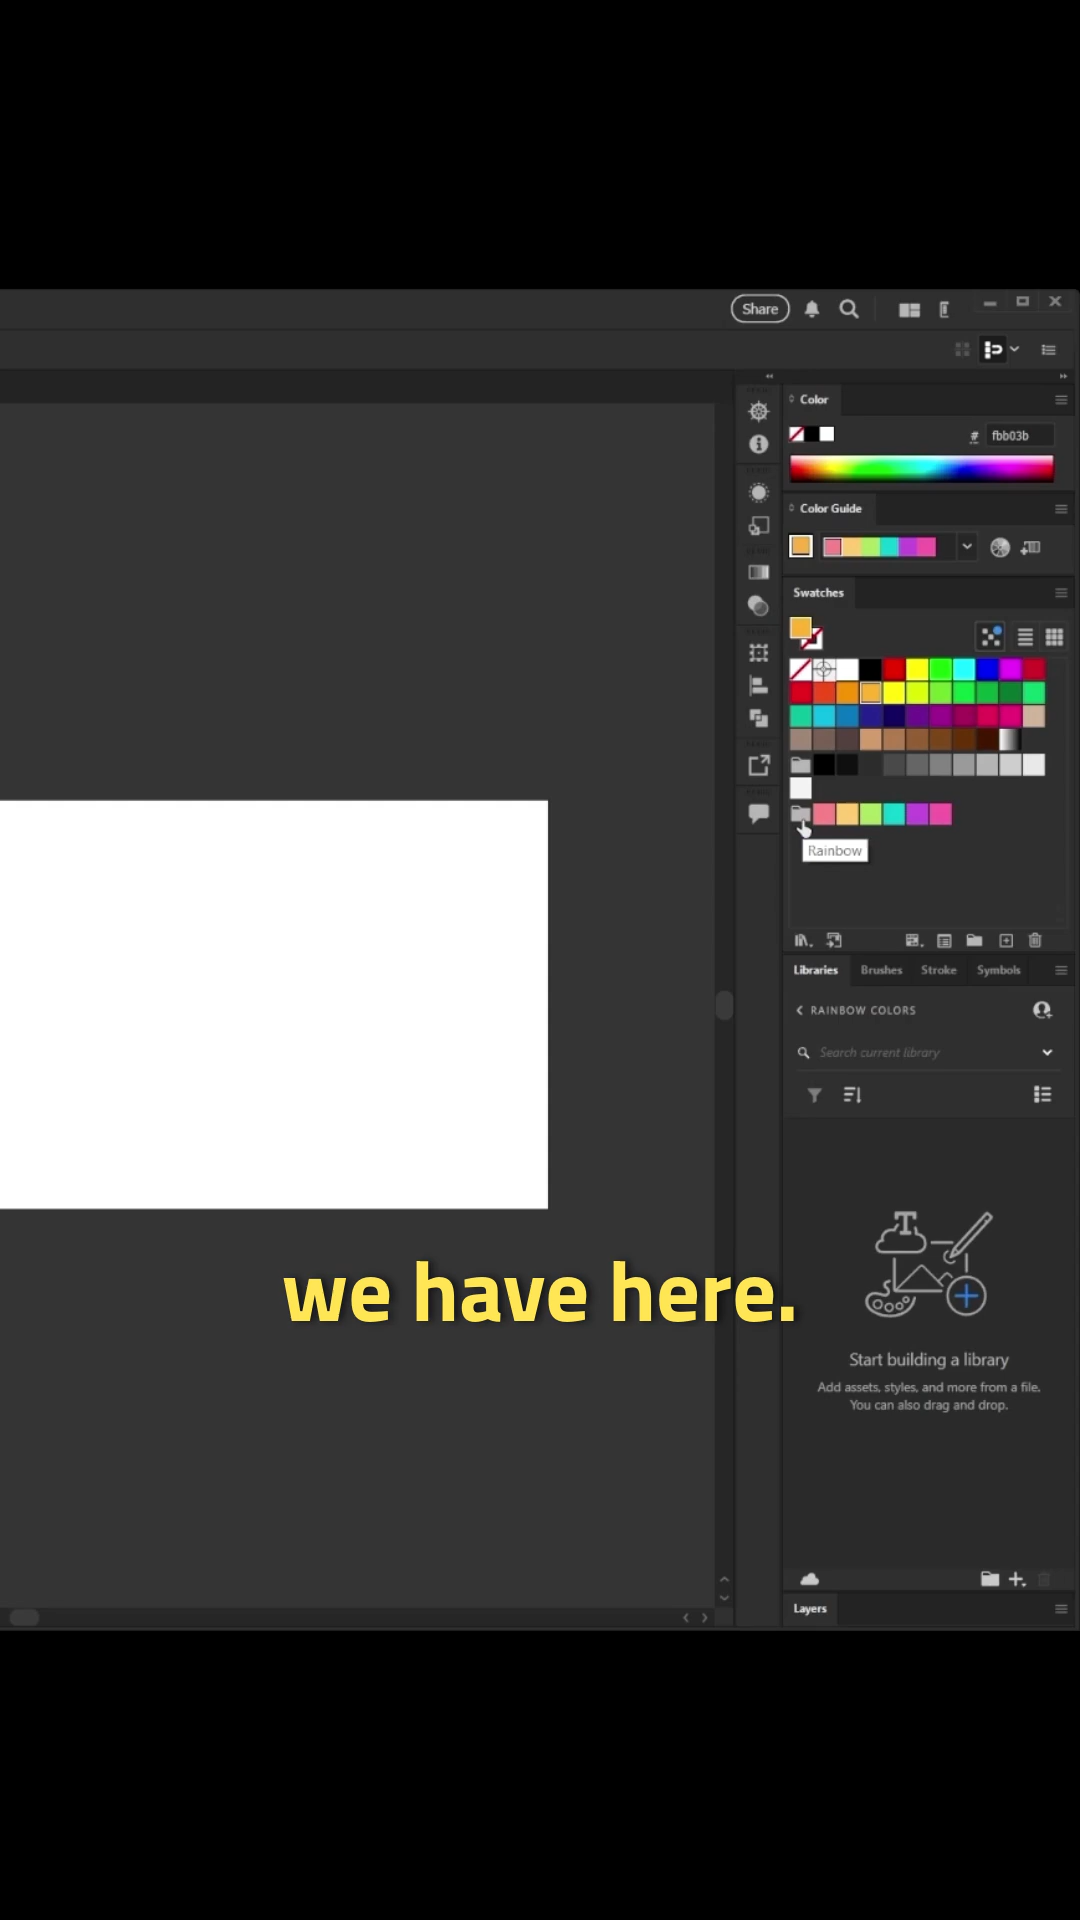 Share
Color
# fbb03b
Color Guide
Swatches
Rainbow
Libraries Brushes Stroke Symbols
RAINBOW COLORS
Search current library
we have here.
Start building a library
Add assets, styles, and more from a file.
You can also drag and drop.
Layers